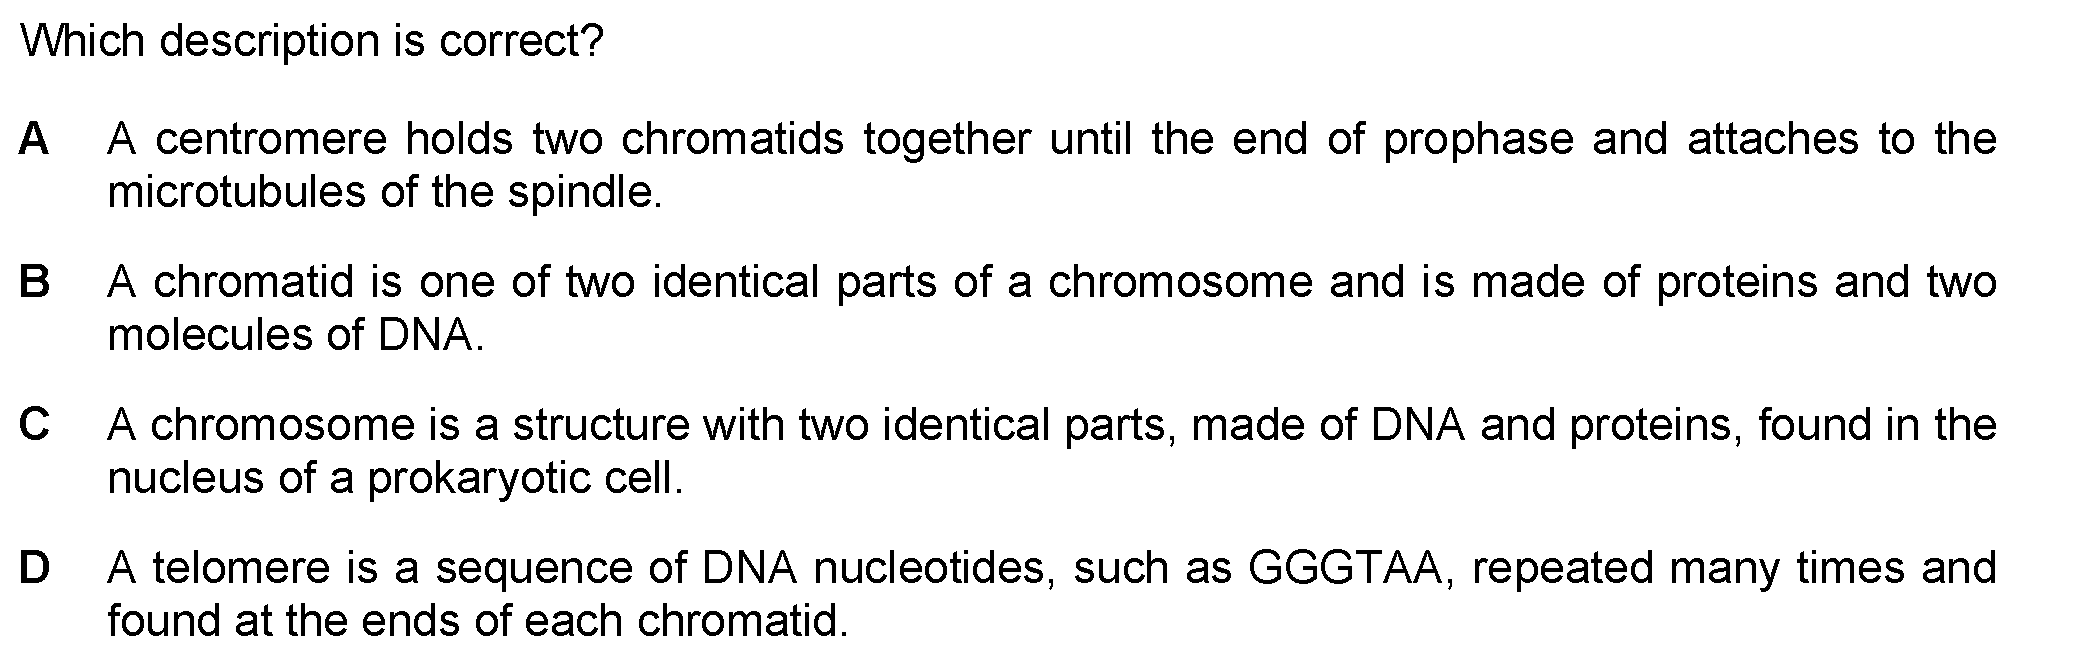 Which description is correct?
A A centromere holds two chromatids together until the end of prophase and attaches to the
microtubules of the spindle.
B A chromatid is one of two identical parts of a chromosome and is made of proteins and two
molecules of DNA.
C A chromosome is a structure with two identical parts, made of DNA and proteins, found in the
nucleus of a prokaryotic cell.
D A telomere is a sequence of DNA nucleotides, such as GGGTAA, repeated many times and
found at the ends of each chromatid.